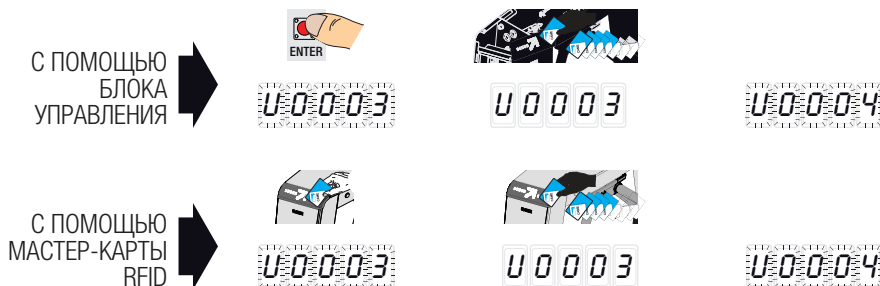 ENTER
С ПОМОЩЬЮ
БЛОКА
УПРАВЛЕНИЯ
U0003 U0003 U0004
С ПОМОЩЬЮ
МАСТЕР-КАРТЫ
RFID
U0003 U0003 U0004